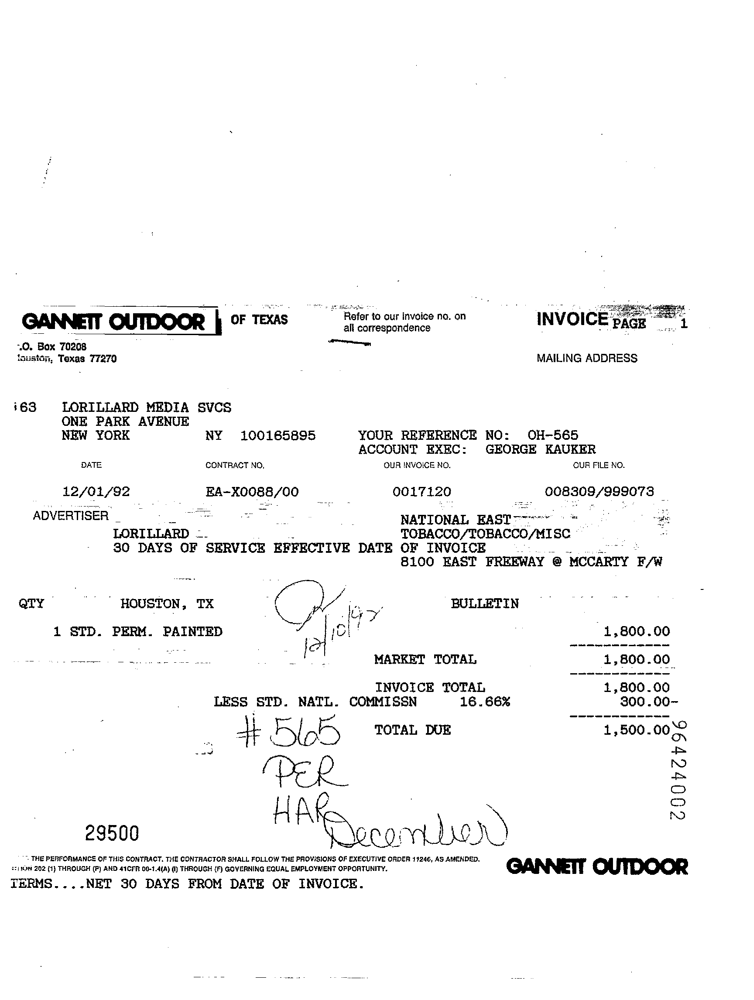 GANNETT OUTDOOR OF TEXAS
Refer to our invoice no. on
all correspondence
INVOICE PAGE 1
.O. Box 70208
Houston, Texas 77270
MAILING ADDRESS
163 LORILLARD MEDIA SVCS
ONE PARK AVENUE
NEW YORK NY 100165895 YOUR REFERENCE NO: OH-565
ACCOUNT EXEC: GEORGE KAUKER
DATE CONTRACT NO. OUR INVOICE NO. OUR FILE NO.
12/01/92 EA-X0088/00 0017120 008309/999073
ADVERTISER NATIONAL EAST
LORILLARD TOBACCO/TOBACCO/MISC
30 DAYS OF SERVICE EFFECTIVE DATE OF INVOICE
8100 EAST FREEWAY @ MCCARTY F/W
QTY HOUSTON, TX BULLETIN
12/10/92
1 STD. PERM. PAINTED 1,800.00
MARKET TOTAL 1,800.00
INVOICE TOTAL 1,800.00
LESS STD. NATL. COMMISSN 16.66% 300.00-
TOTAL DUE 1,500.00
#565
PER
HAR
December
96424002
29500
THE PERFORMANCE OF THIS CONTRACT, THE CONTRACTOR SHALL FOLLOW THE PROVISIONS OF EXECUTIVE ORDER 11246, AS AMENDED.
202 (1) THROUGH (P) AND 41CFR 60-1.4(A) (I) THROUGH (F) GOVERNING EQUAL EMPLOYMENT OPPORTUNITY.
GANNETT OUTDOOR
TERMS....NET 30 DAYS FROM DATE OF INVOICE.